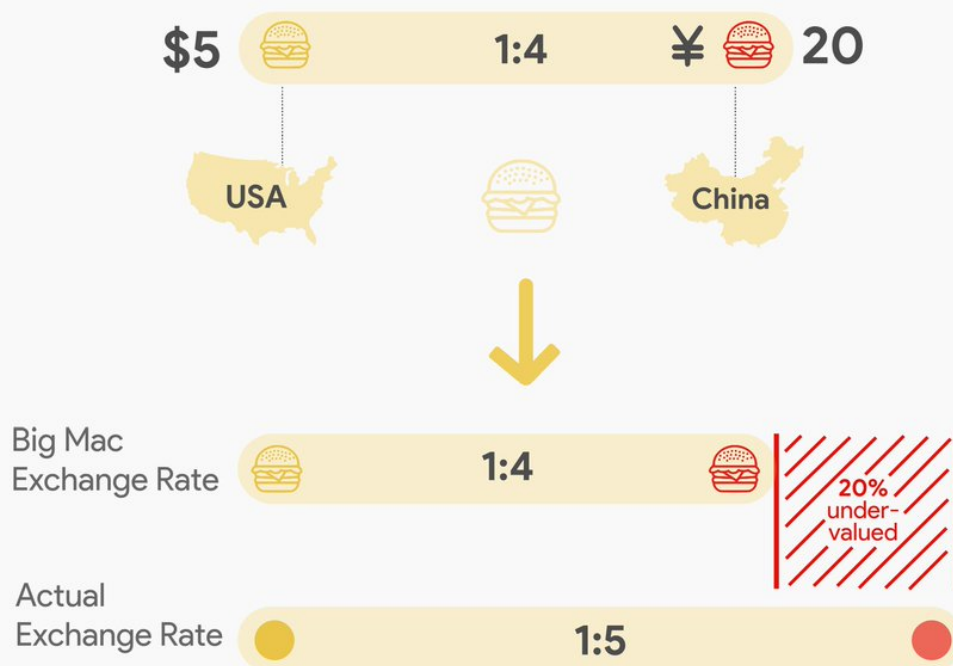 $5 1:4 ¥ 20
USA
China
Big Mac
Exchange Rate
1:4
20%
under-
valued
Actual
Exchange Rate
1:5